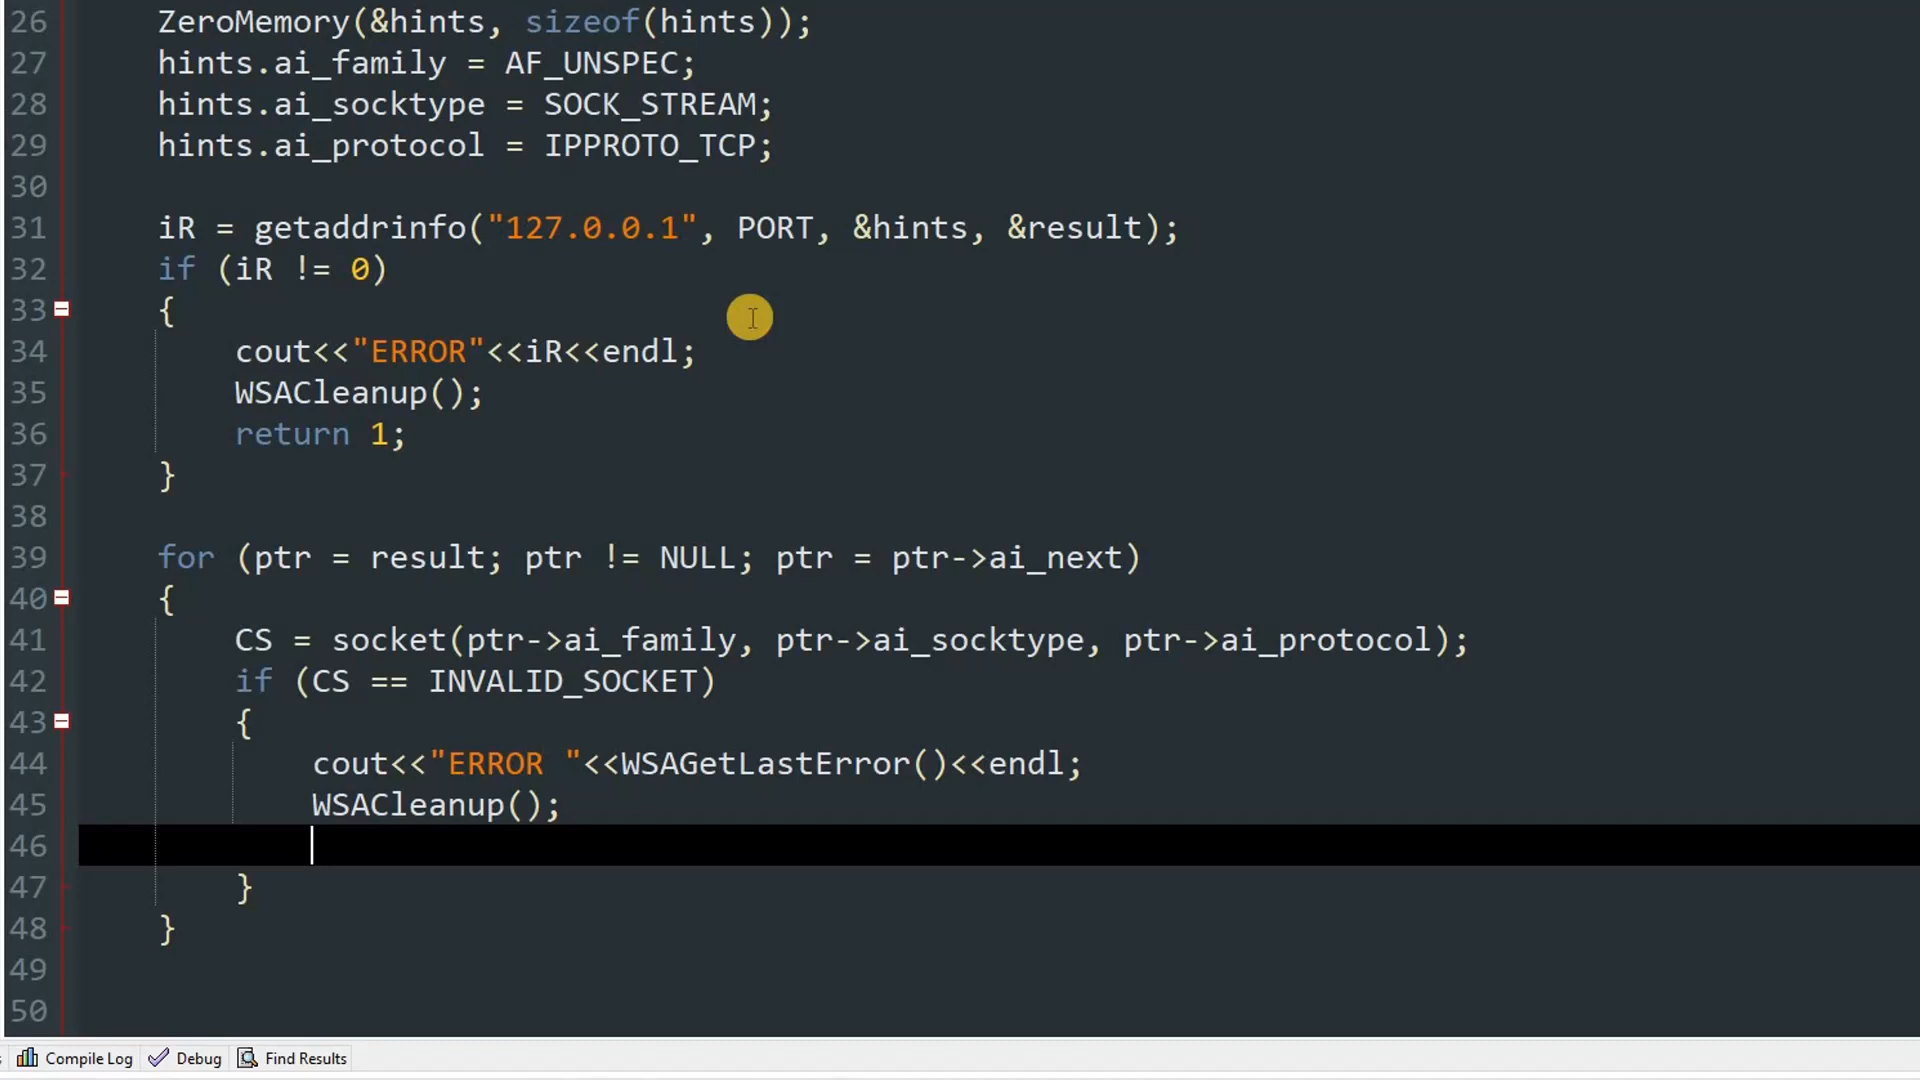 26 ZeroMemory(&hints, sizeof(hints));
27 hints.ai_family = AF_UNSPEC;
28 hints.ai_socktype = SOCK_STREAM;
29 hints.ai_protocol = IPPROTO_TCP;
30
31 iR = getaddrinfo("127.0.0.1", PORT, &hints, &result);
32 if (iR != 0)
33 {
34 cout<<"ERROR"<<iR<<endl;
35 WSACleanup();
36 return 1;
37 }
38
39 for (ptr = result; ptr != NULL; ptr = ptr->ai_next)
40 {
41 CS = socket(ptr->ai_family, ptr->ai_socktype, ptr->ai_protocol);
42 if (CS == INVALID_SOCKET)
43 {
44 cout<<"ERROR "<<WSAGetLastError()<<endl;
45 WSACleanup();
46
47 }
48 }
49
50
Compile Log Debug Find Results